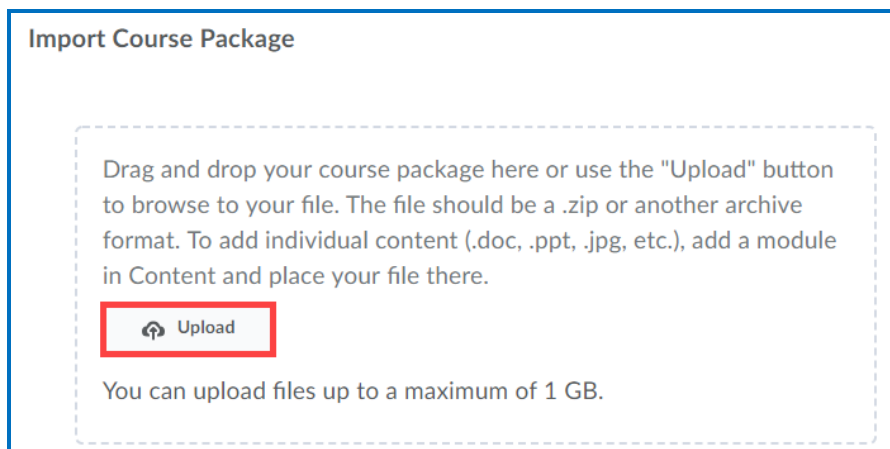 Import Course Package
Drag and drop your course package here or use the "Upload" button
to browse to your file. The file should be a .zip or another archive
format. To add individual content (.doc, .ppt, .jpg, etc.), add a module
in Content and place your file there.
Upload
You can upload files up to a maximum of 1 GB.